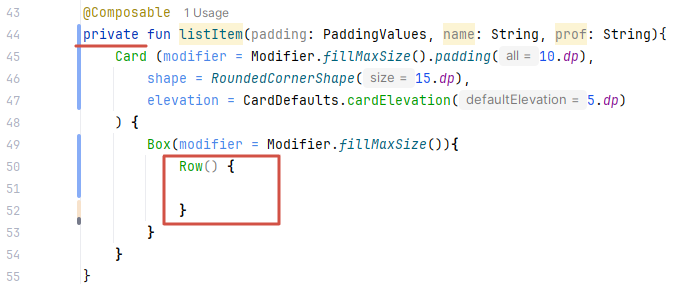 43 @Composable 1 Usage
44 private fun listItem(padding: PaddingValues, name: String, prof: String){
45 Card (modifier = Modifier.fillMaxSize().padding( all = 10.dp),
46 shape = RoundedCornerShape( size = 15.dp),
47 elevation = CardDefaults.cardElevation( defaultElevation = 5.dp)
48 ) {
49 Box(modifier = Modifier.fillMaxSize()){
50 Row() {
51
52 }
53 }
54 }
55 }